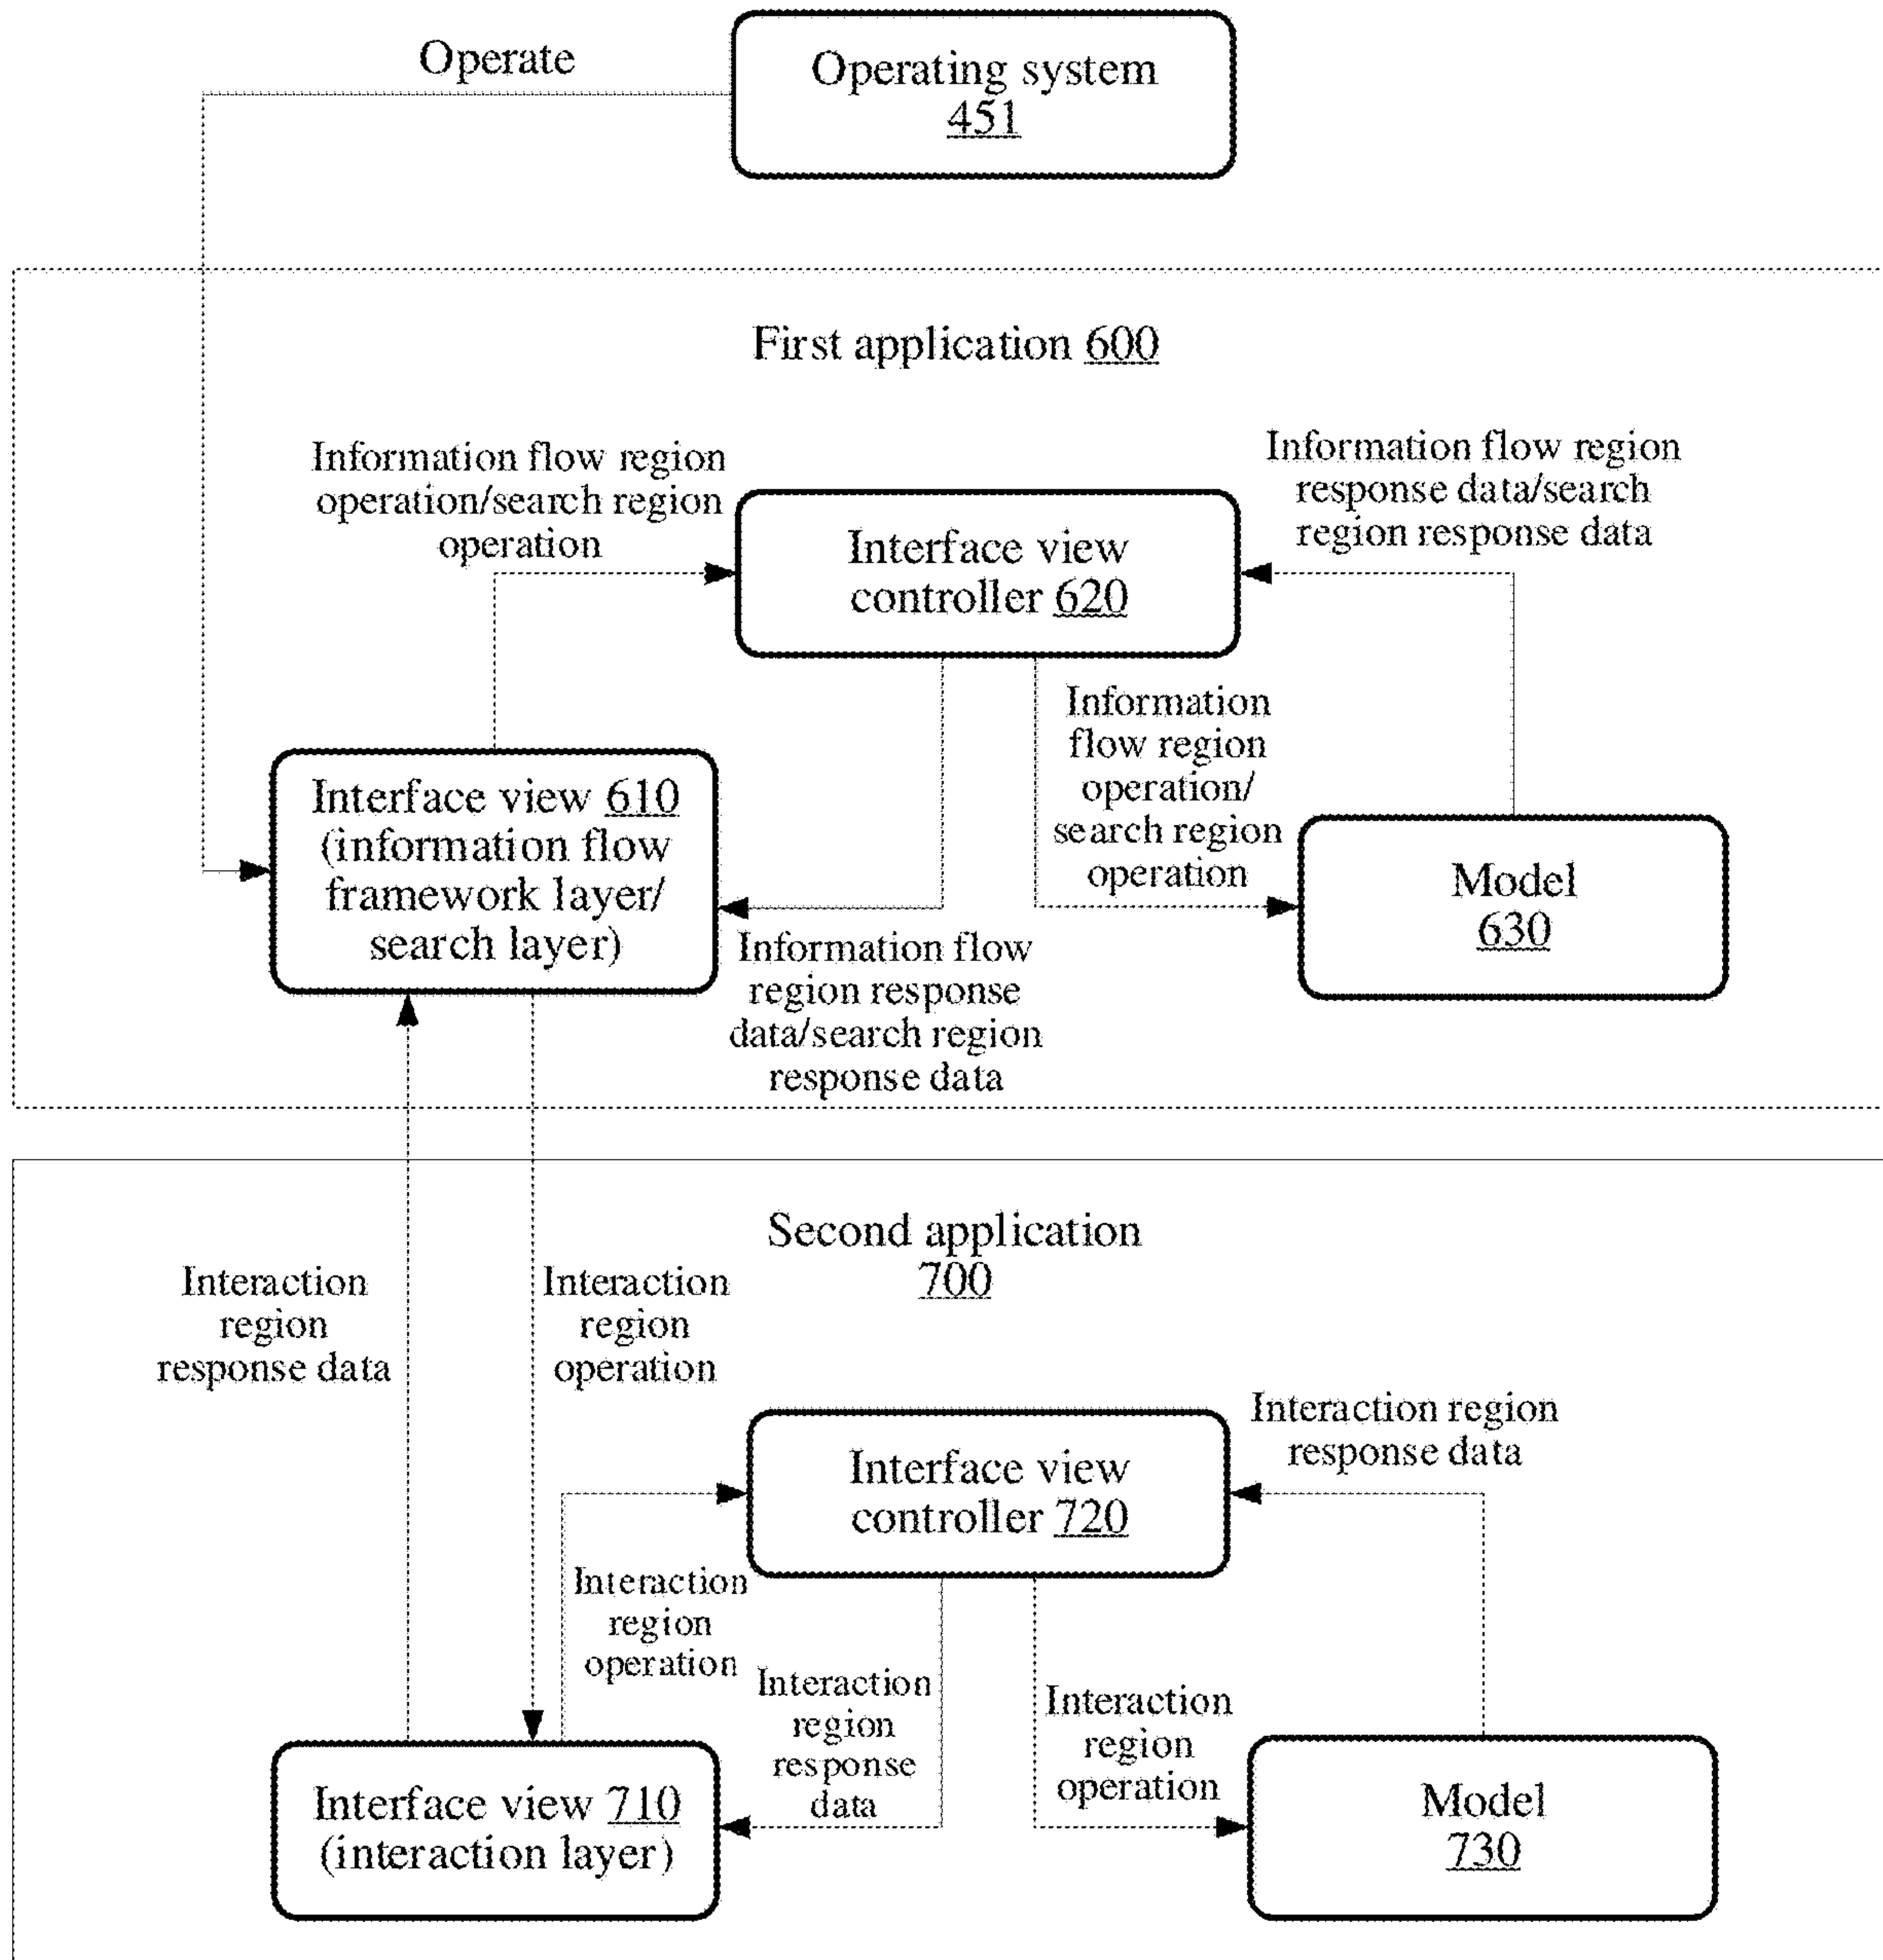 Operate
Operating system
451
First application 600
Information flow region
operation/search region
operation
Interface view
controller 620
Information flow region
response data/search
region response data
Information
flow region
operation/
search region
operation
Interface view 610
(information flow
framework layer/
search layer)
Model
630
Information flow
region response
data/search region
response data
Second application
700
Interaction
region
response data
Interaction
region
operation
Interface view
controller 720
Interaction region
response data
Interaction
region
operation
Interaction
region
response
data
Interaction
region
operation
Interface view 710
(interaction layer)
Model
730